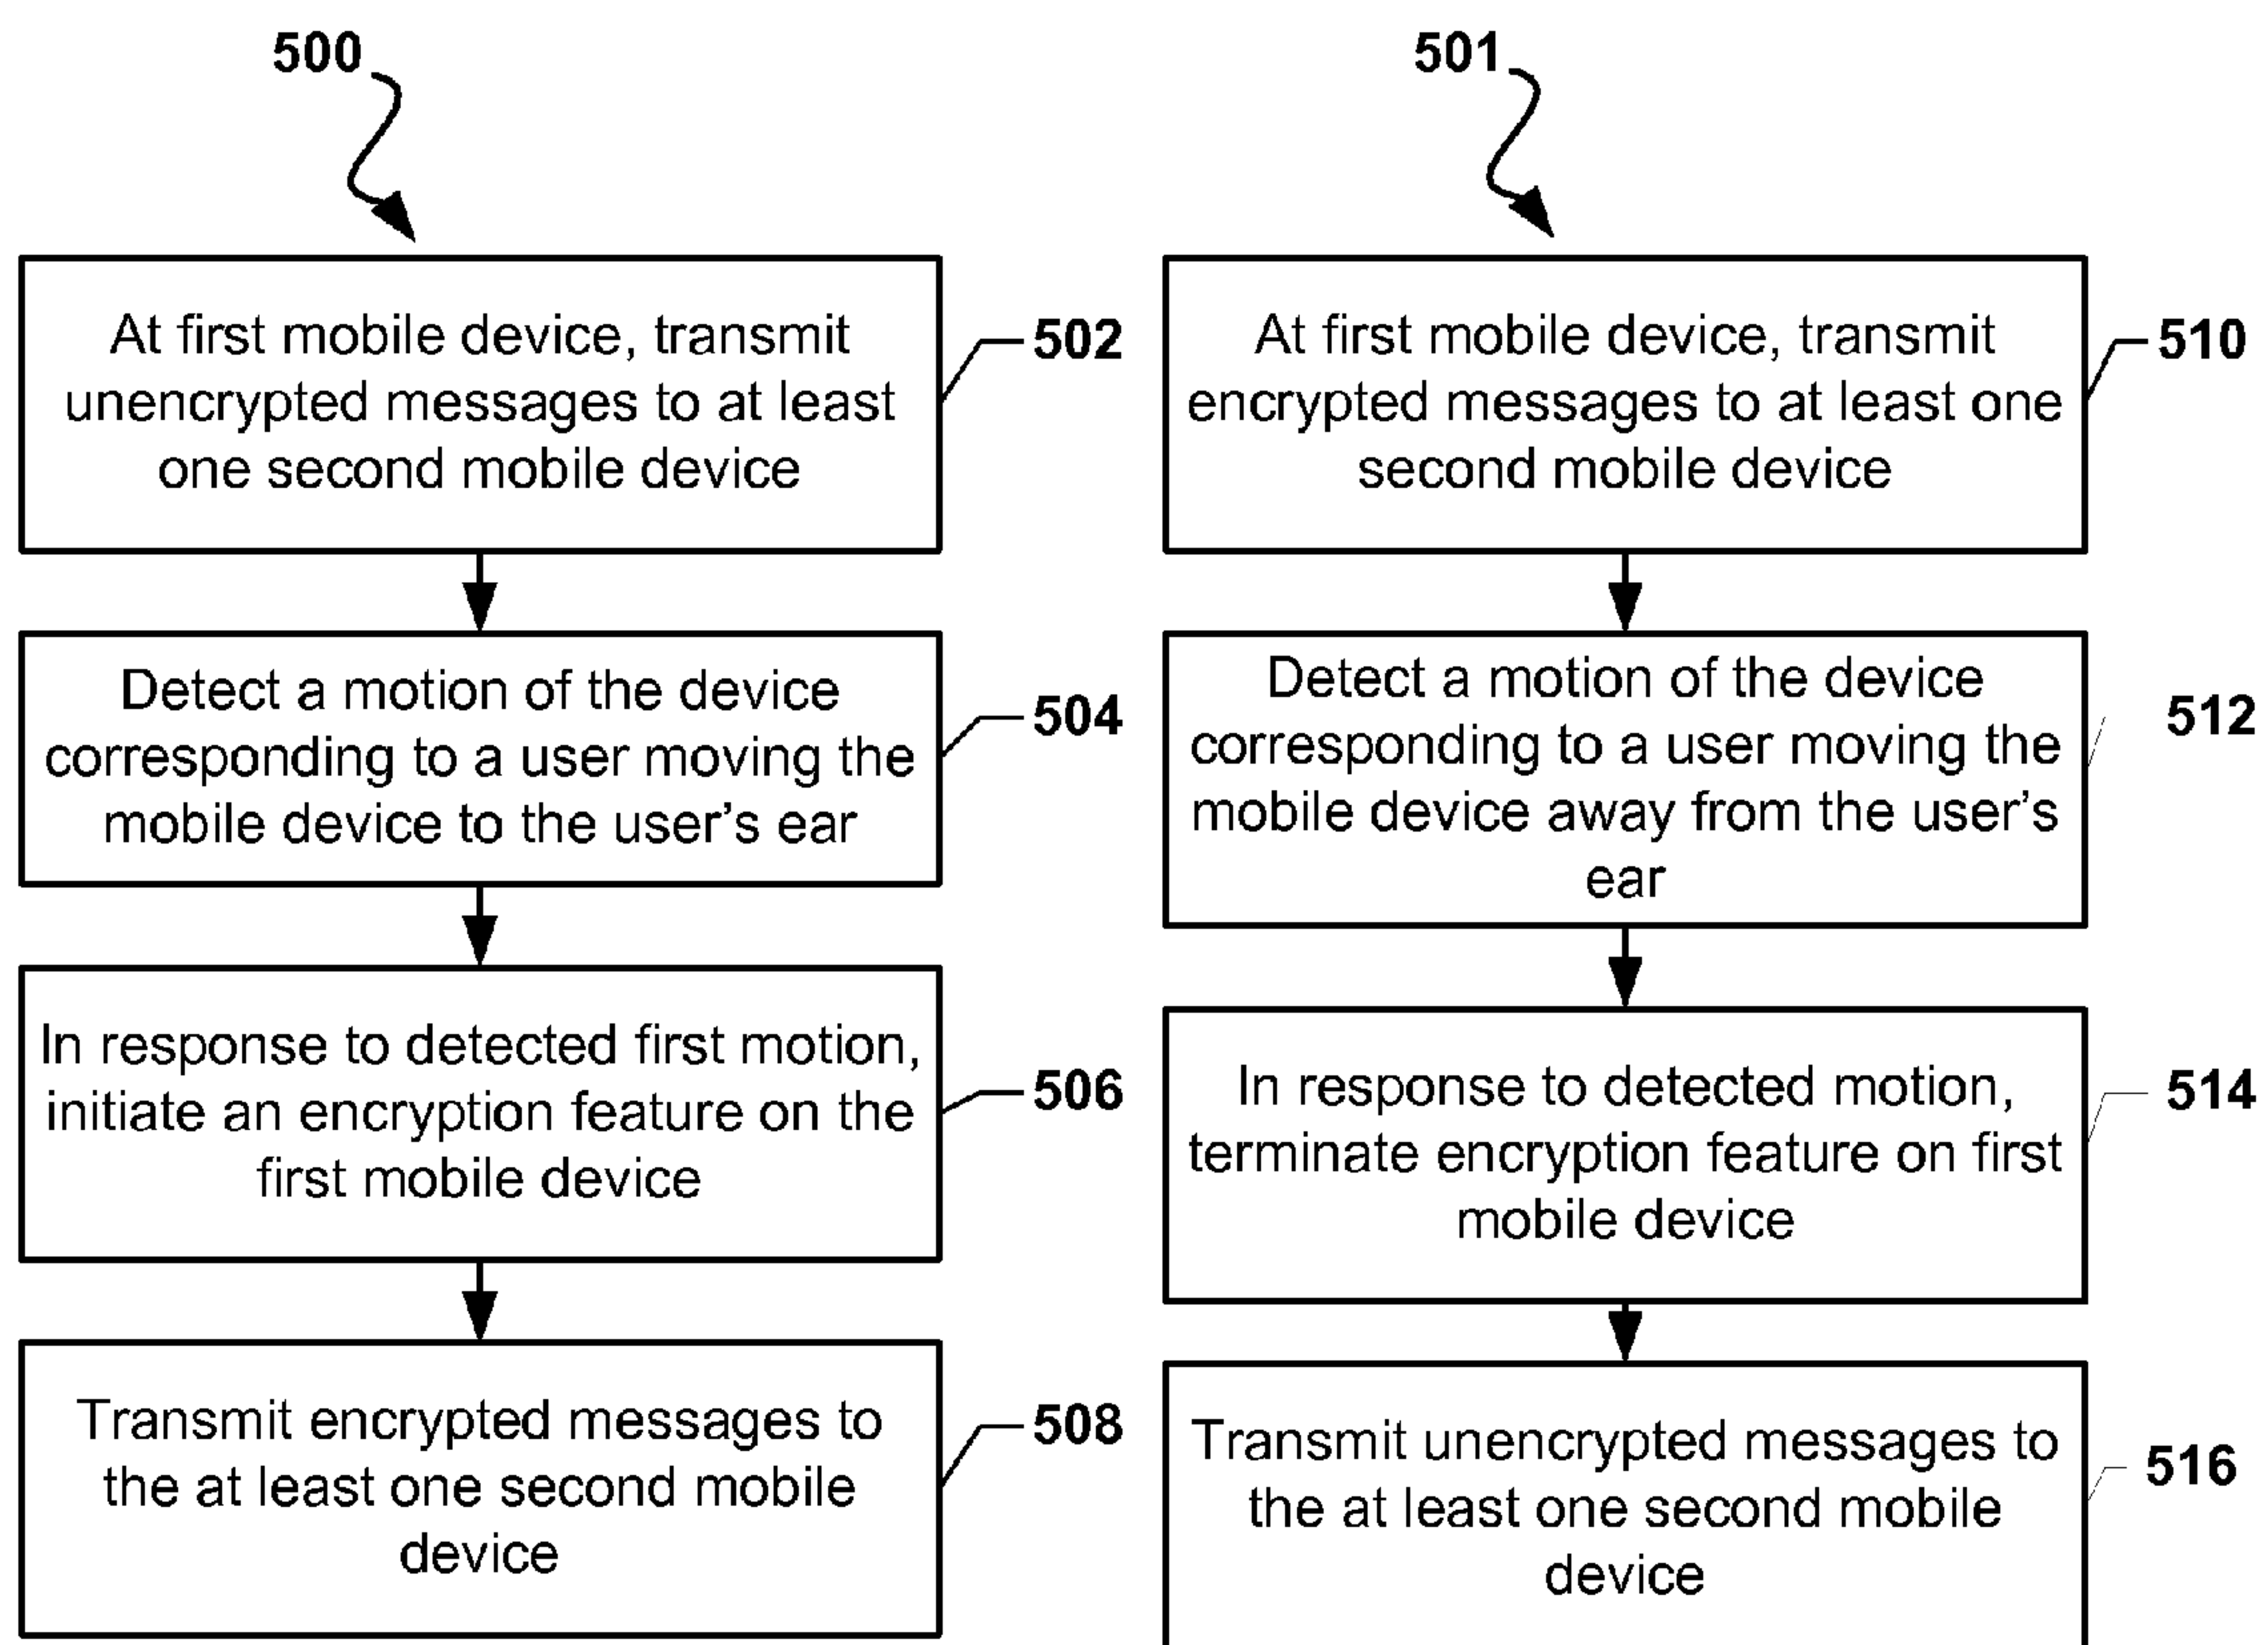 500
At first mobile device, transmit
unencrypted messages to at least
one second mobile device
502
Detect a motion of the device
corresponding to a user moving the
mobile device to the user's ear
504
In response to detected first motion,
initiate an encryption feature on the
first mobile device
506
Transmit encrypted messages to
the at least one second mobile
device
508
501
At first mobile device, transmit
encrypted messages to at least one
second mobile device
510
Detect a motion of the device
corresponding to a user moving the
mobile device away from the user's
ear
512
In response to detected motion,
terminate encryption feature on first
mobile device
514
Transmit unencrypted messages to
the at least one second mobile
device
516